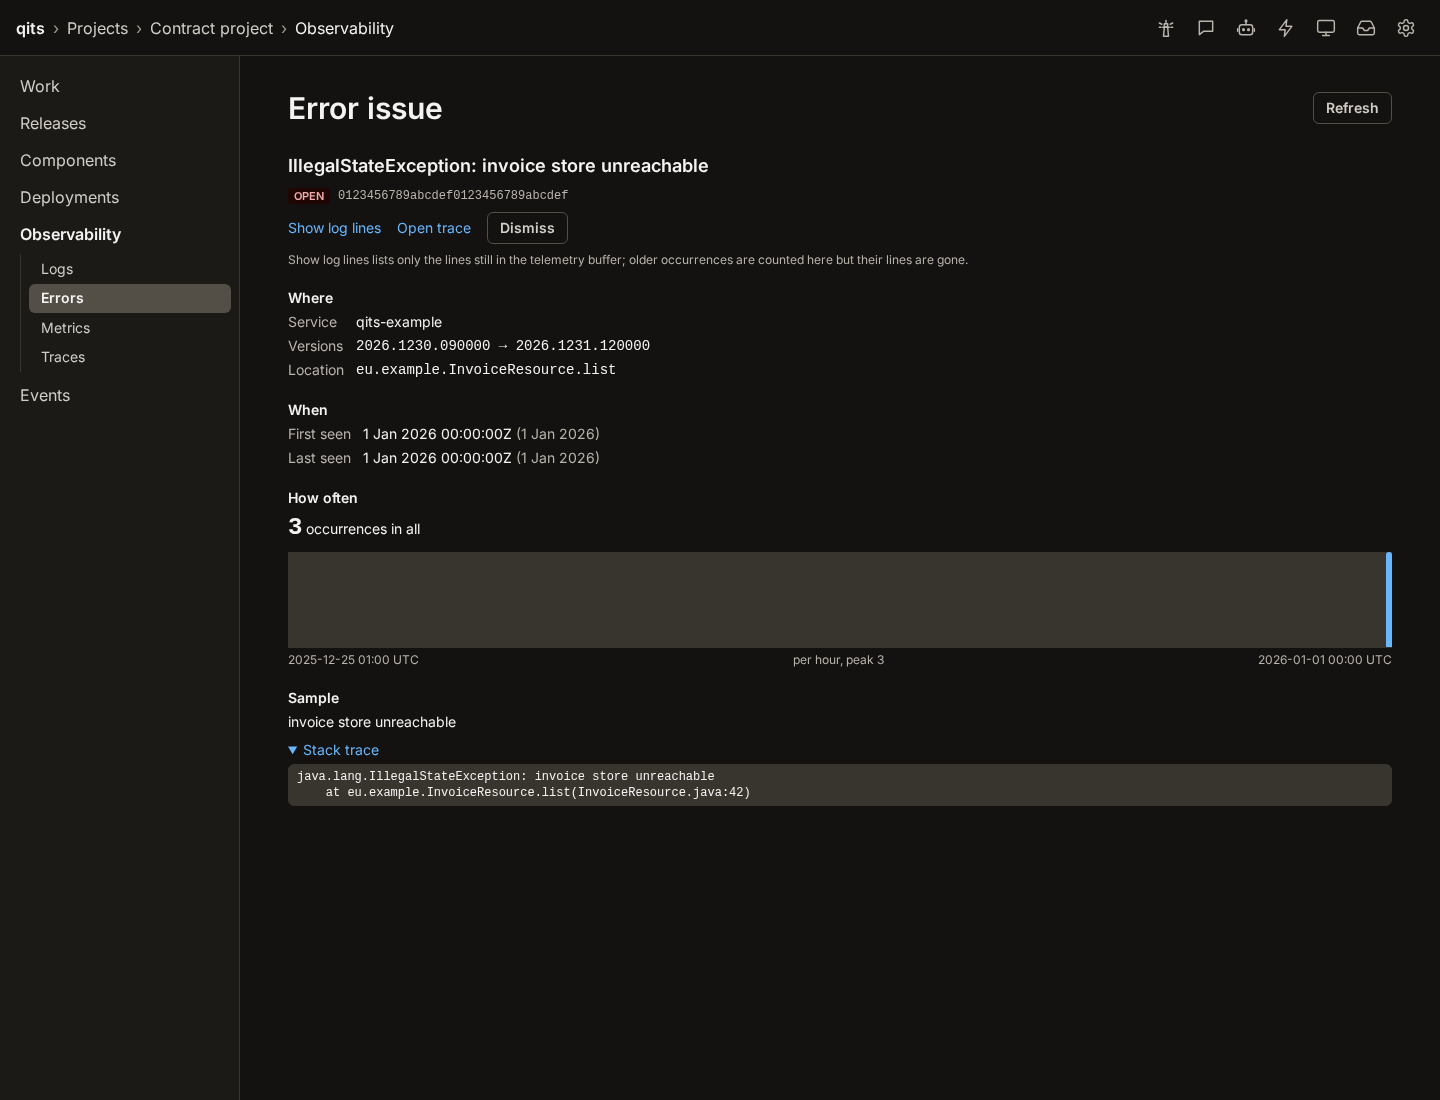 qits › Projects › Contract project › Observability
Work
Releases
Components
Deployments
Observability
Logs
Errors
Metrics
Traces
Events
Error issue
Refresh
IllegalStateException: invoice store unreachable
OPEN 0123456789abcdef0123456789abcdef
Show log lines Open trace Dismiss
Show log lines lists only the lines still in the telemetry buffer; older occurrences are counted here but their lines are gone.
Where
Service qits-example
Versions 2026.1230.090000 → 2026.1231.120000
Location eu.example.InvoiceResource.list
When
First seen 1 Jan 2026 00:00:00Z (1 Jan 2026)
Last seen 1 Jan 2026 00:00:00Z (1 Jan 2026)
How often
3 occurrences in all
2025-12-25 01:00 UTC per hour, peak 3 2026-01-01 00:00 UTC
Sample
invoice store unreachable
▼ Stack trace
java.lang.IllegalStateException: invoice store unreachable
at eu.example.InvoiceResource.list(InvoiceResource.java:42)